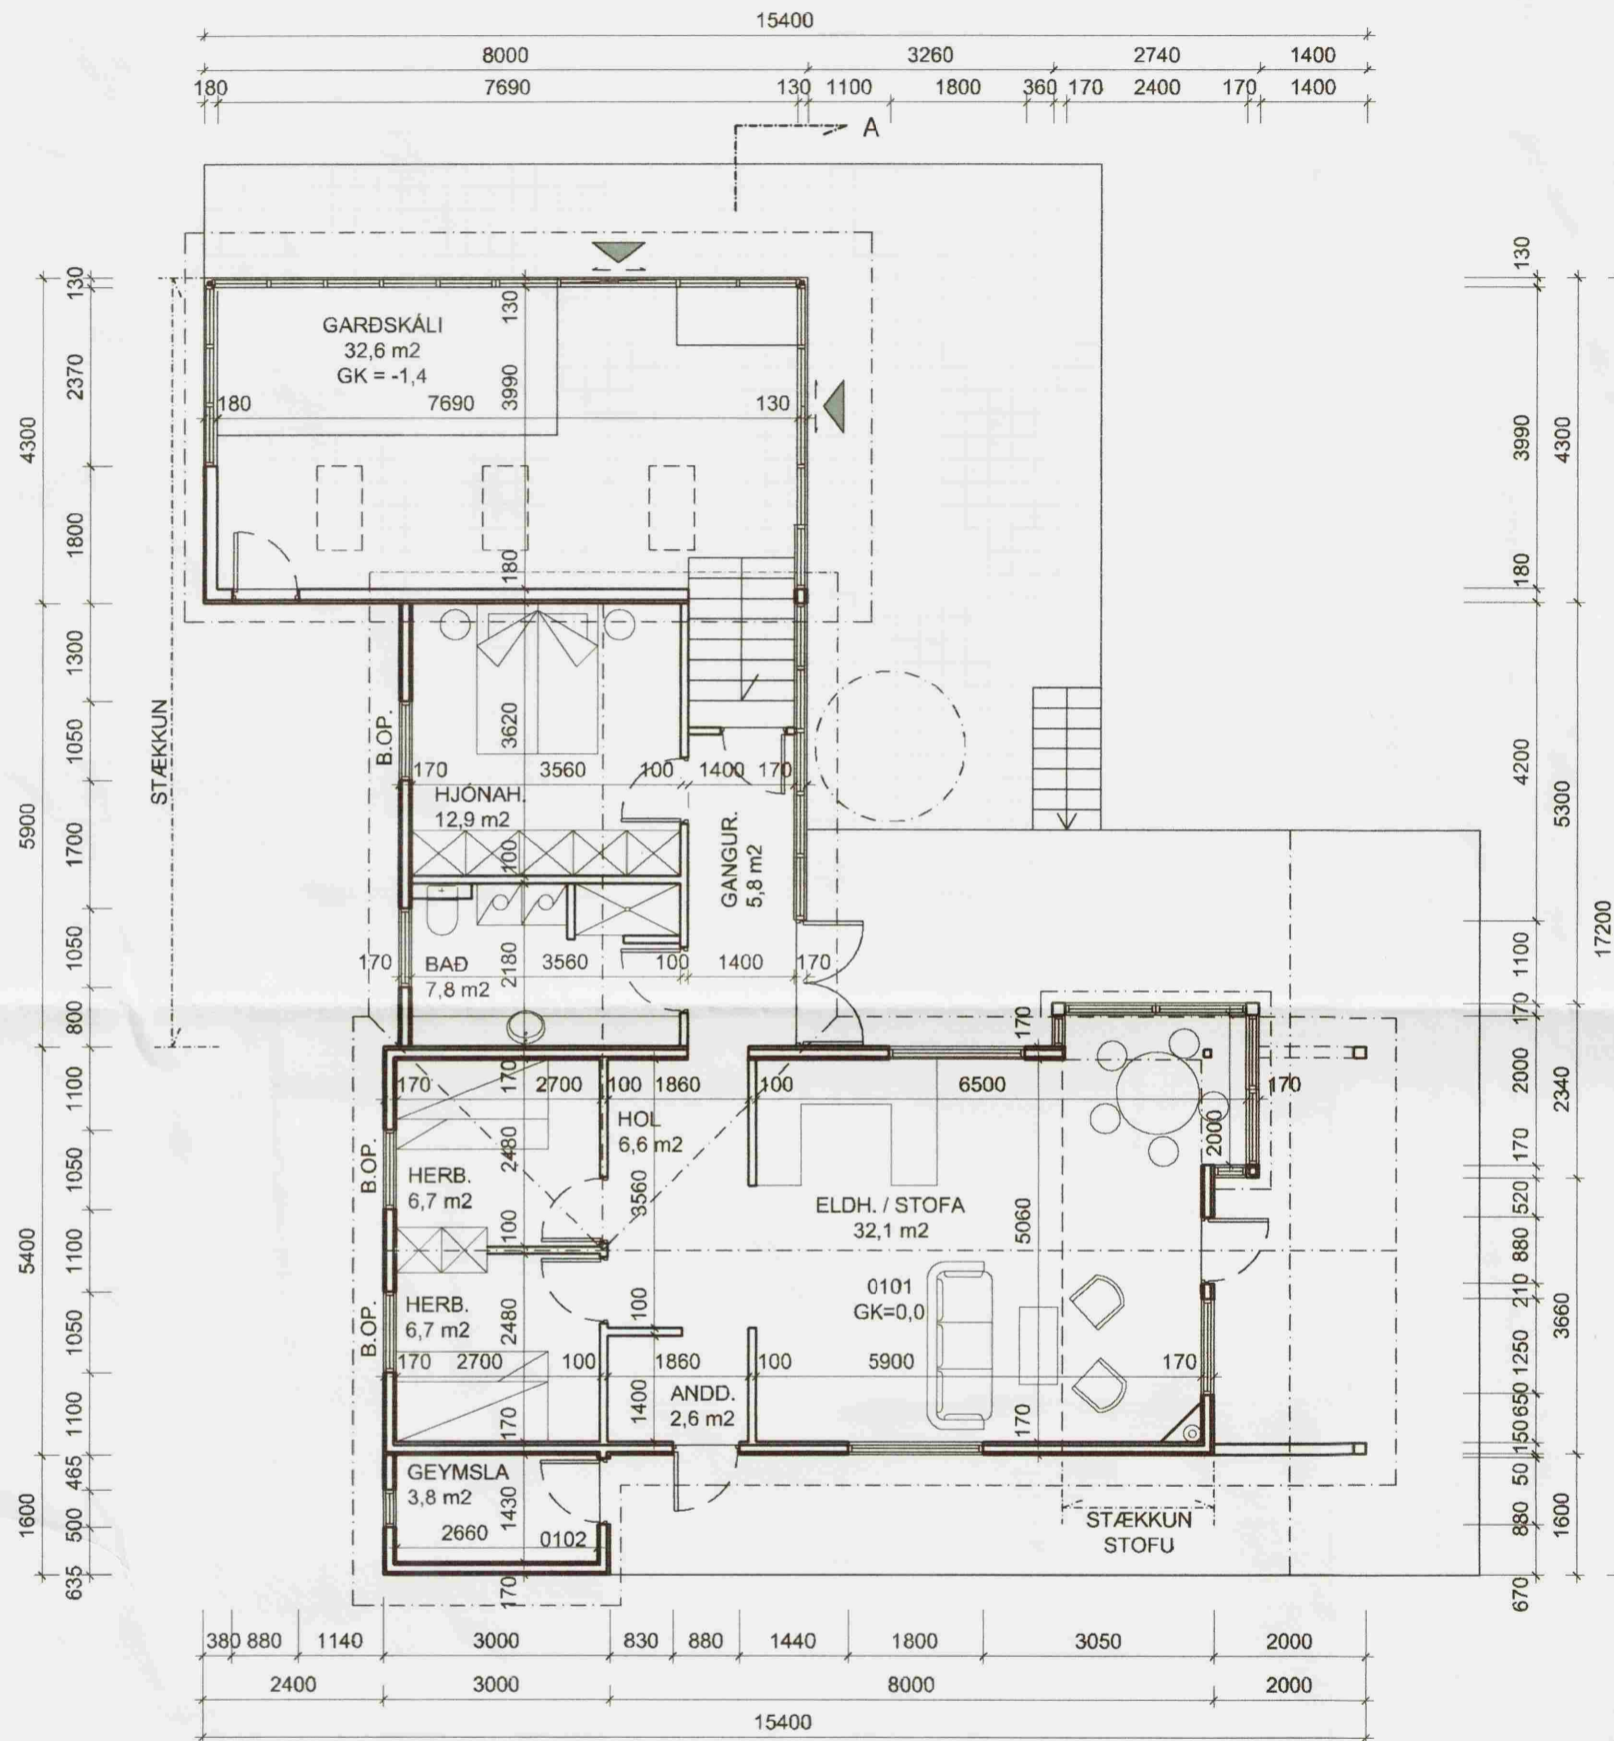 15400
8000 3260 2740 1400
180 7690 130 1100 1800 360 170 2400 170 1400
A
130
2370
4300
1800
1300
1050
5900
1700
1050
800
1100
1050
5400
1100
1050
1100
465
1600
500
635
STÆKKUN
GARÐSKÁLI
32,6 m2
GK = -1,4
130
3990
180 7690 130
180
B.OP.
3620
170 3560 100 1400 170
HJÓNAH.
12,9 m2
100
GANGUR.
5,8 m2
170 3560 100 1400 170
BAÐ
7,8 m2
2180
170
170 2700 100 1860 100 6500 170
170
HOL
6,6 m2
2480
B.OP.
HERB.
6,7 m2
3560
100
2000
ELDH. / STOFA
32,1 m2
5060
0101
GK=0,0
B.OP.
HERB.
6,7 m2
2480
100
170 2700 100 1860 100 5900 170
1400
ANDD.
2,6 m2
170
170
GEYMSLA
3,8 m2
1430
2660 0102
170
STÆKKUN
STOFU
130
3990
4300
180
4200
5300
17200
1100
170
2000
2340
170
520
880
210
3660
1250
650
150
50
880
1600
670
380 880 1140 3000 830 880 1440 1800 3050 2000
2400 3000 8000 2000
15400